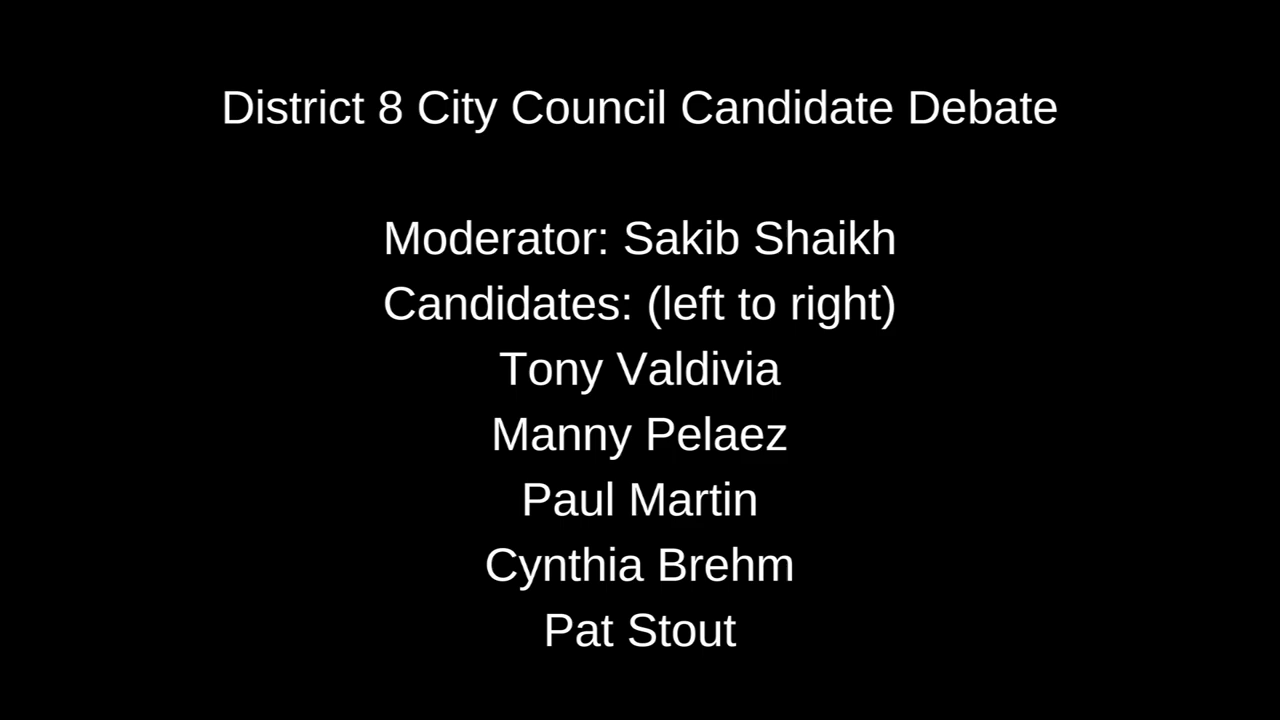 District 8 City Council Candidate Debate
Moderator: Sakib Shaikh
Candidates: (left to right)
Tony Valdivia
Manny Pelaez
Paul Martin
Cynthia Brehm
Pat Stout